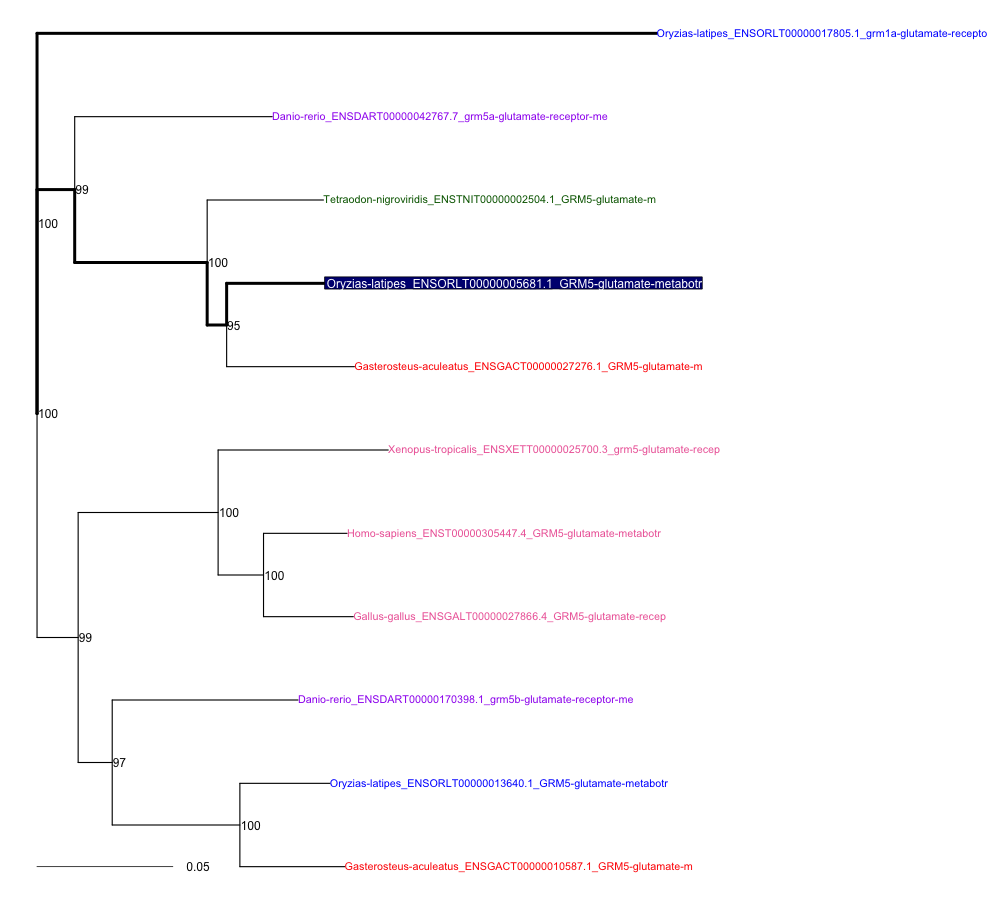 Oryzias-latipes_ENSORLT00000017805.1_grm1a-glutamate-recepto
Danio-rerio_ENSDART00000042767.7_grm5a-glutamate-receptor-me
99
Tetraodon-nigroviridis_ENSTNIT00000002504.1_GRM5-glutamate-m
100
100
Oryzias-latipes_ENSORLT00000005681.1_GRM5-glutamate-metabotr
95
Gasterosteus-aculeatus_ENSGACT00000027276.1_GRM5-glutamate-m
100
Xenopus-tropicalis_ENSXETT00000025700.3_grm5-glutamate-recep
100
Homo-sapiens_ENST00000305447.4_GRM5-glutamate-metabotr
100
Gallus-gallus_ENSGALT00000027866.4_GRM5-glutamate-recep
99
Danio-rerio_ENSDART00000170398.1_grm5b-glutamate-receptor-me
97
Oryzias-latipes_ENSORLT00000013640.1_GRM5-glutamate-metabotr
100
Gasterosteus-aculeatus_ENSGACT00000010587.1_GRM5-glutamate-m
0.05